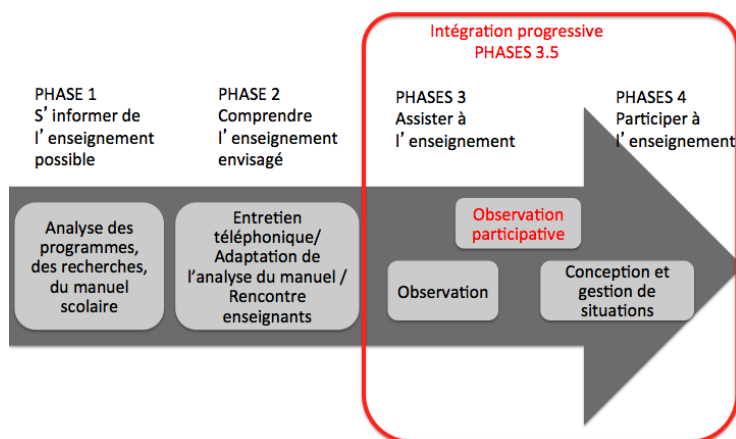 Intégration progressive
PHASES 3.5
PHASE 1
S’ informer de
l’ enseignement
possible
PHASE 2
Comprendre
l’ enseignement
envisagé
PHASES 3
Assister à
l’ enseignement
PHASES 4
Participer à
l’ enseignement
Analyse des
programmes,
des recherches,
du manuel
scolaire
Entretien
téléphonique/
Adaptation de
l’analyse du manuel /
Rencontre
enseignants
Observation
participative
Observation
Conception et
gestion de
situations